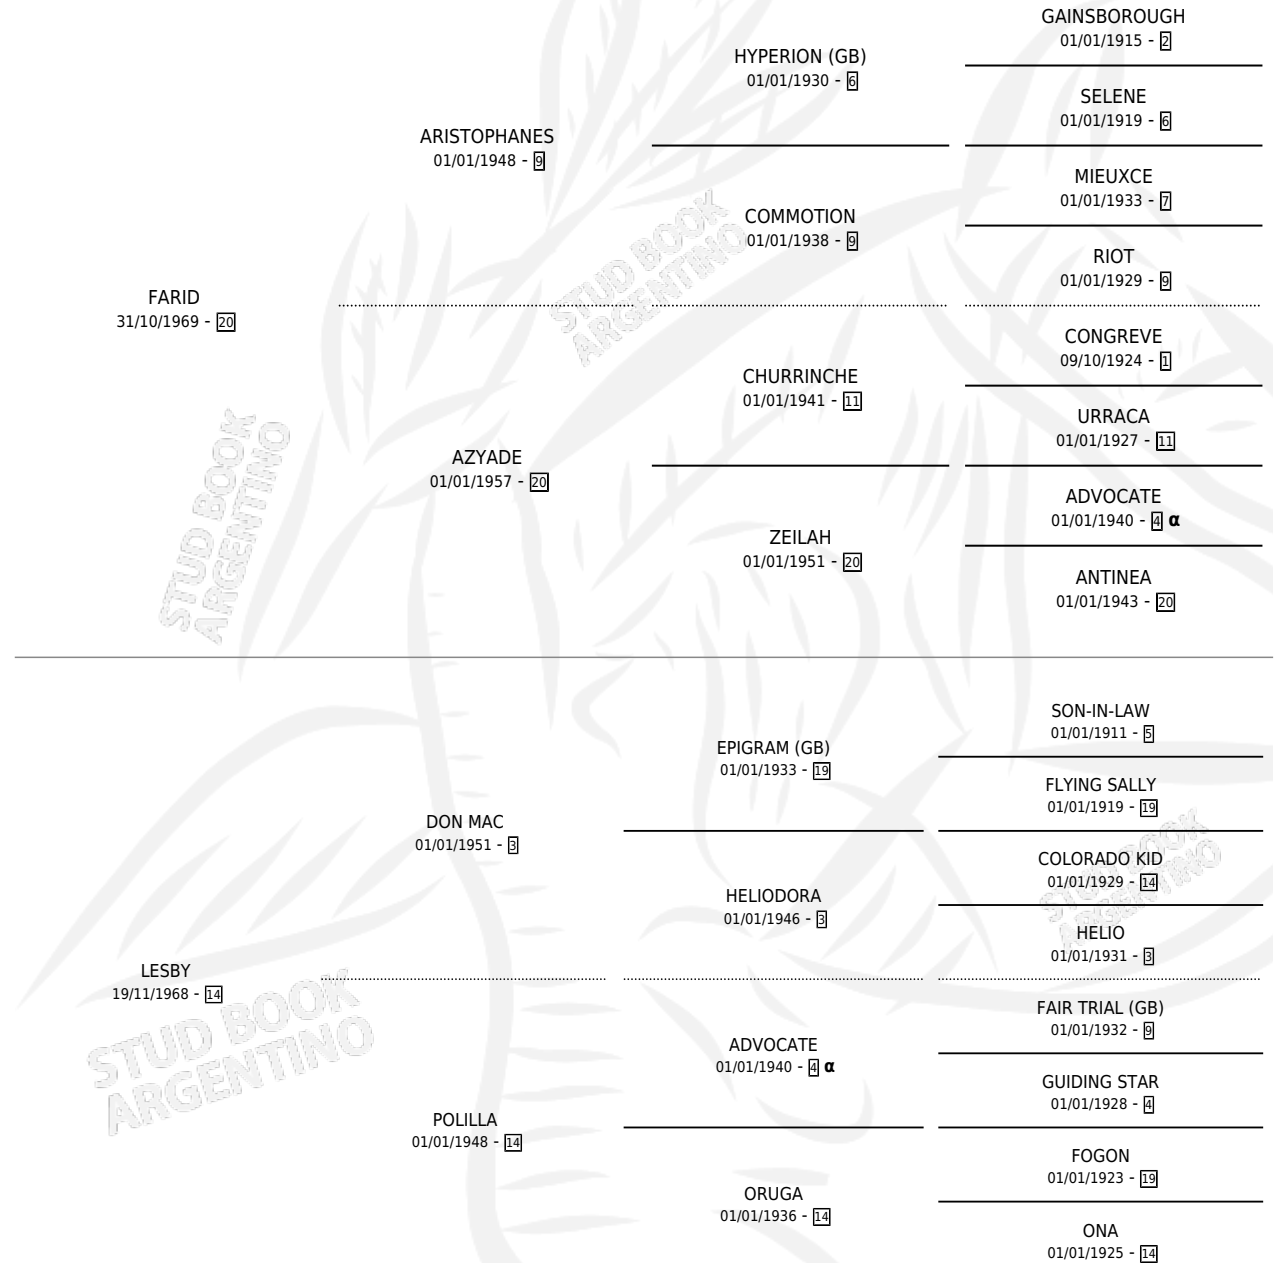 GAINSBOROUGH
01/01/1915 - 2
HYPERION (GB)
01/01/1930 - 6
SELENE
01/01/1919 - 6
ARISTOPHANES
01/01/1948 - 9
MIEUXCE
01/01/1933 - 7
COMMOTION
01/01/1938 - 9
RIOT
01/01/1929 - 9
FARID
31/10/1969 - 20
CONGREVE
09/10/1924 - 1
CHURRINCHE
01/01/1941 - 11
URRACA
01/01/1927 - 11
AZYADE
01/01/1957 - 20
ADVOCATE
01/01/1940 - 4 α
ZEILAH
01/01/1951 - 20
ANTINEA
01/01/1943 - 20
STUD BOOK
ARGENTINO
STUD BOOK
ARGENTINO
SON-IN-LAW
01/01/1911 - 5
EPIGRAM (GB)
01/01/1933 - 19
FLYING SALLY
01/01/1919 - 19
DON MAC
01/01/1951 - 3
COLORADO KID
01/01/1929 - 14
HELIODORA
01/01/1946 - 3
HELIO
01/01/1931 - 3
LESBY
19/11/1968 - 14
FAIR TRIAL (GB)
01/01/1932 - 9
ADVOCATE
01/01/1940 - 4 α
GUIDING STAR
01/01/1928 - 4
POLILLA
01/01/1948 - 14
FOGON
01/01/1923 - 19
ORUGA
01/01/1936 - 14
ONA
01/01/1925 - 14
STUD BOOK
ARGENTINO
STUD BOOK
ARGENTINO